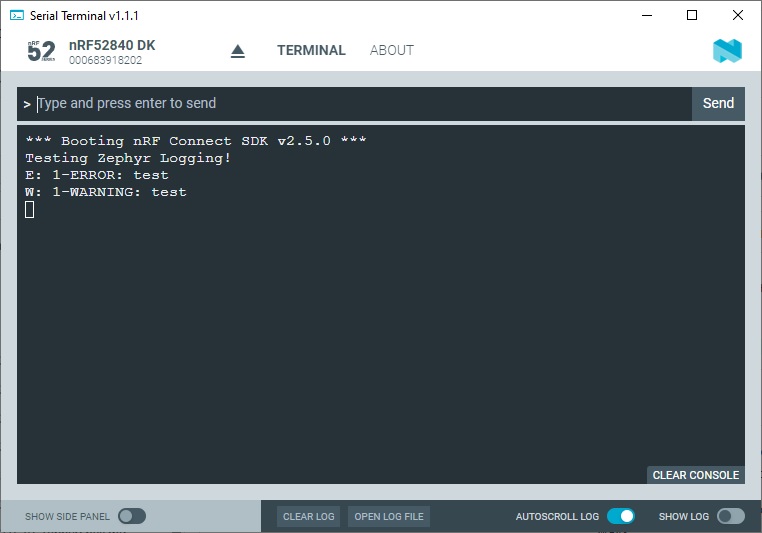 Serial Terminal v1.1.1
nRF
52
SERIES
nRF52840 DK
000683918202
TERMINAL
ABOUT
> Type and press enter to send
Send
*** Booting nRF Connect SDK v2.5.0 ***
Testing Zephyr Logging!
E: 1-ERROR: test
W: 1-WARNING: test
CLEAR CONSOLE
SHOW SIDE PANEL
CLEAR LOG
OPEN LOG FILE
AUTOSCROLL LOG
SHOW LOG